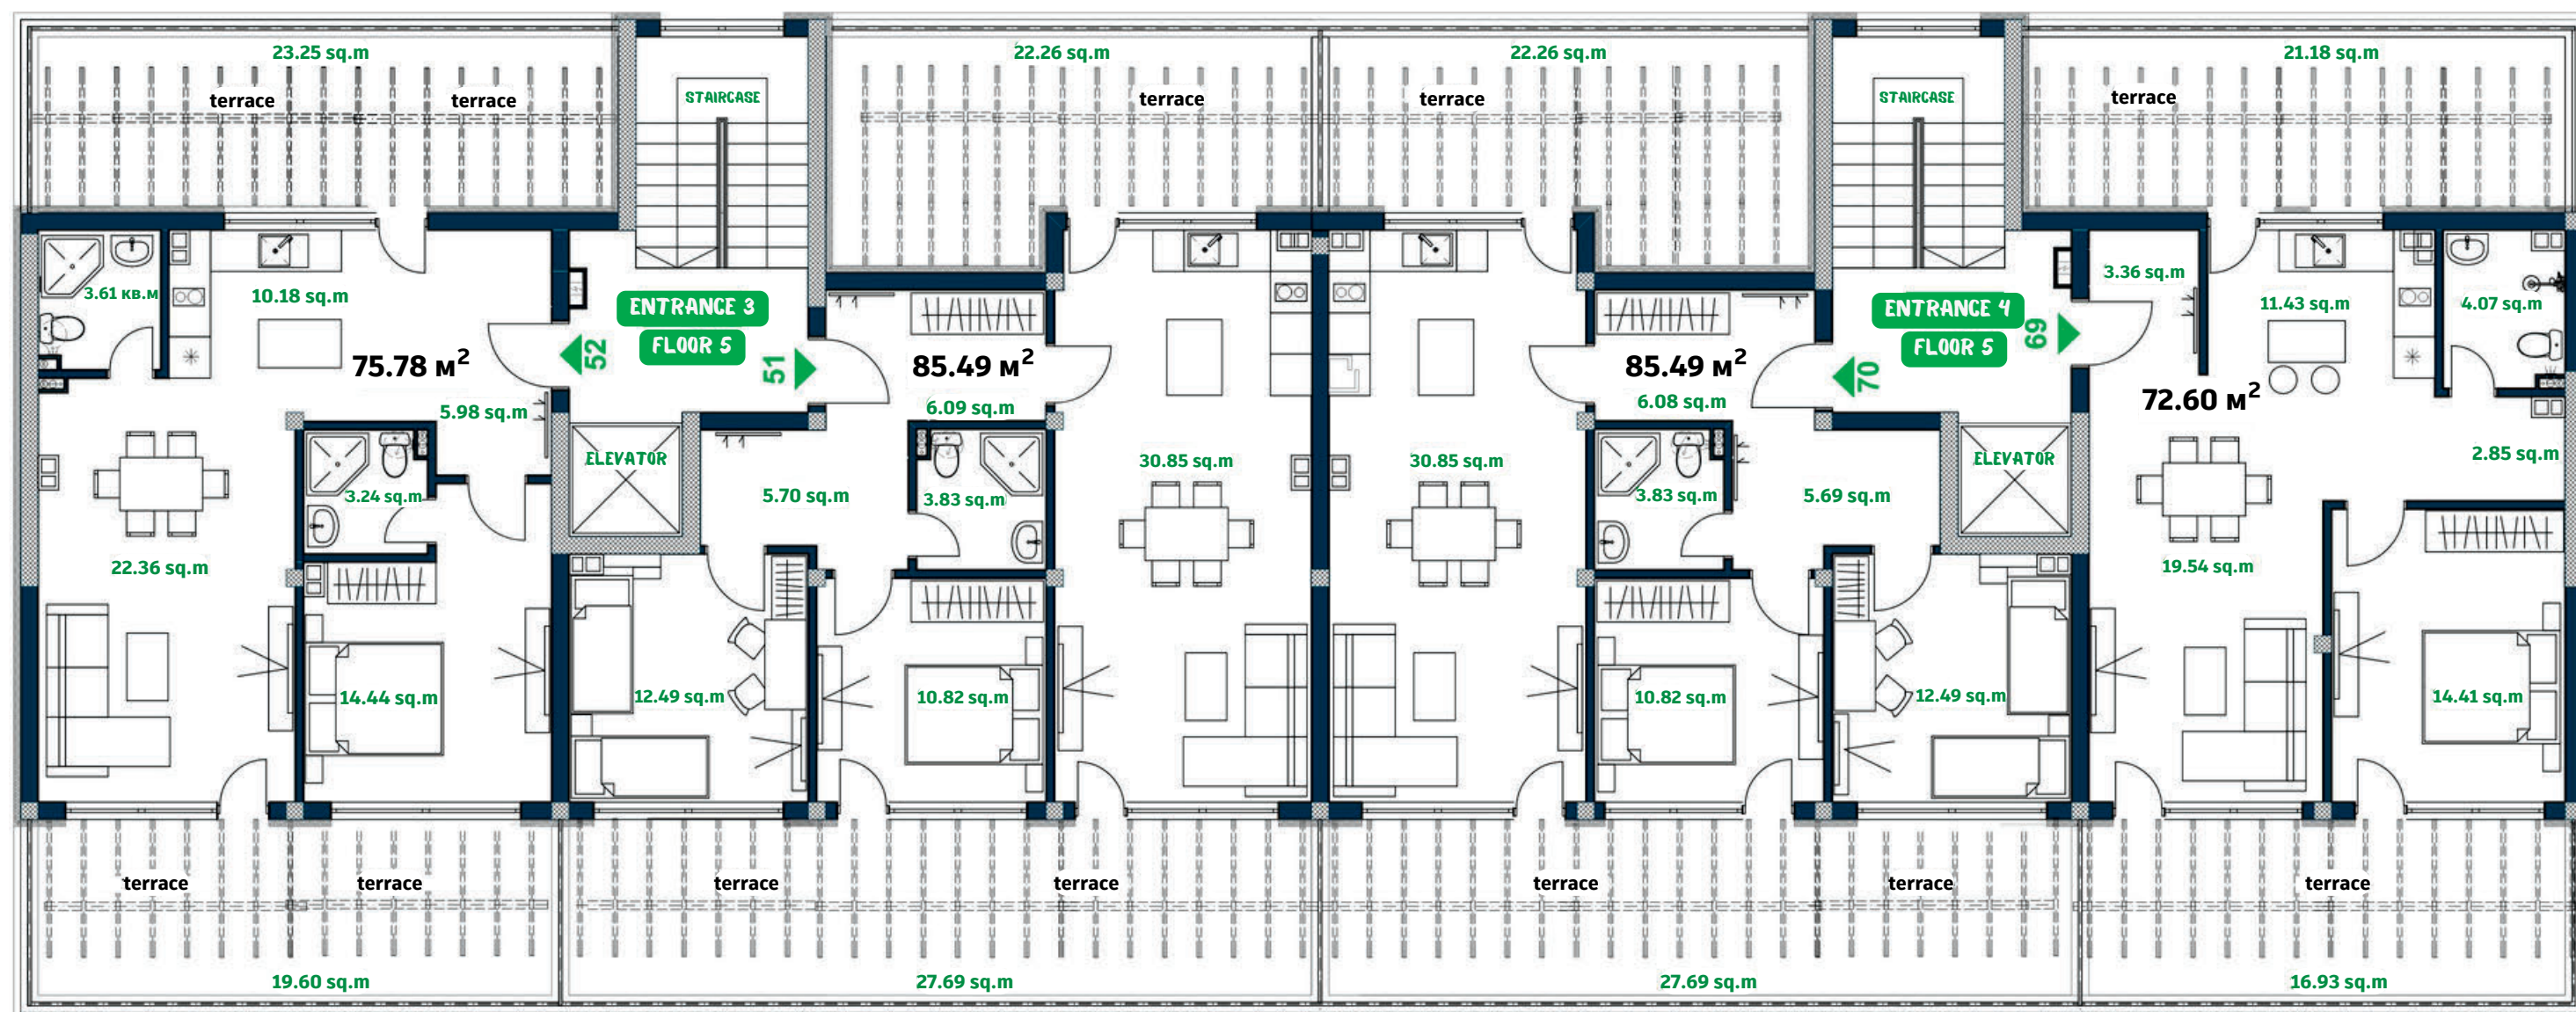 23.25 sq.m
22.26 sq.m
22.26 sq.m
21.18 sq.m
terrace
terrace
STAIRCASE
terrace
terrace
STAIRCASE
terrace
3.61 кв.м
10.18 sq.m
75.78 м²
5.98 sq.m
3.24 sq.m
22.36 sq.m
14.44 sq.m
ENTRANCE 3
FLOOR 5
52
51
ELEVATOR
85.49 м²
6.09 sq.m
5.70 sq.m
3.83 sq.m
12.49 sq.m
10.82 sq.m
30.85 sq.m
30.85 sq.m
85.49 м²
6.08 sq.m
3.83 sq.m
5.69 sq.m
10.82 sq.m
12.49 sq.m
ENTRANCE 4
FLOOR 5
69
70
ELEVATOR
3.36 sq.m
11.43 sq.m
4.07 sq.m
72.60 м²
2.85 sq.m
19.54 sq.m
14.41 sq.m
terrace
terrace
terrace
terrace
terrace
terrace
terrace
19.60 sq.m
27.69 sq.m
27.69 sq.m
16.93 sq.m